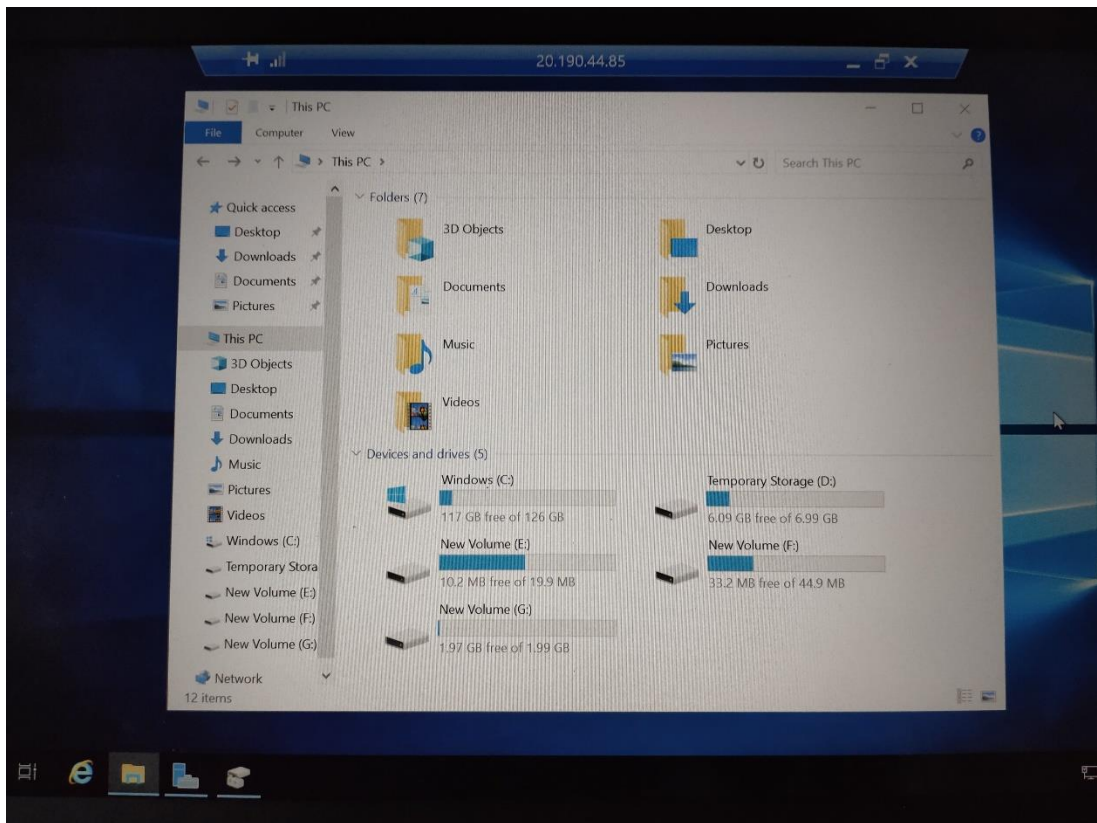 20.190.44.85
This PC
File Computer View
This PC
Search This PC
Quick access
Desktop
Downloads
Documents
Pictures
This PC
3D Objects
Desktop
Documents
Downloads
Music
Pictures
Videos
Windows (C:)
Temporary Stora
New Volume (E:)
New Volume (F:)
New Volume (G:)
Network
12 items
Folders (7)
3D Objects
Desktop
Documents
Downloads
Music
Pictures
Videos
Devices and drives (5)
Windows (C:)
117 GB free of 126 GB
Temporary Storage (D:)
6.09 GB free of 6.99 GB
New Volume (E:)
10.2 MB free of 19.9 MB
New Volume (F:)
33.2 MB free of 44.9 MB
New Volume (G:)
1.97 GB free of 1.99 GB